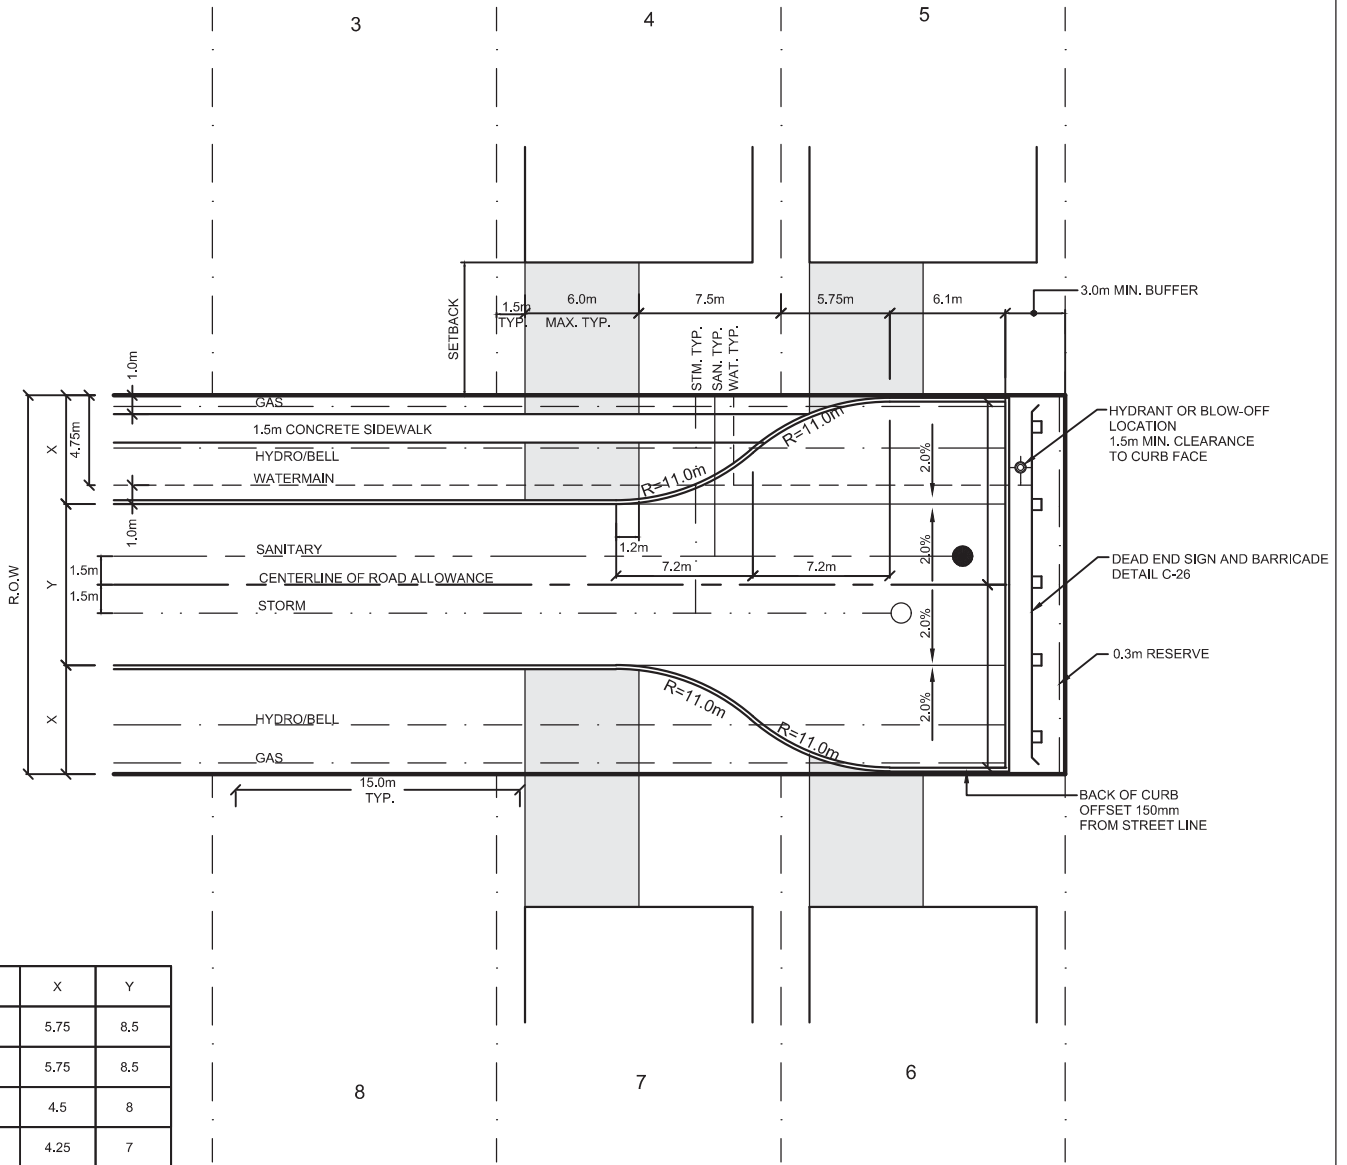 3
4
5
3.0m MIN. BUFFER
1.5m
TYP.
6.0m
MAX. TYP.
7.5m
5.75m
6.1m
SETBACK
STM. TYP.
SAN. TYP.
WAT. TYP.
1.0m
GAS
1.5m CONCRETE SIDEWALK
HYDRO/BELL
WATERMAIN
X
4.75m
1.0m
R=11.0m
R=11.0m
2.0%
HYDRANT OR BLOW-OFF
LOCATION
1.5m MIN. CLEARANCE
TO CURB FACE
1.2m
7.2m
7.2m
2.0%
R.O.W
Y
1.5m
1.5m
SANITARY
CENTERLINE OF ROAD ALLOWANCE
STORM
DEAD END SIGN AND BARRICADE
DETAIL C-26
2.0%
0.3m RESERVE
X
HYDRO/BELL
GAS
R=11.0m
R=11.0m
2.0%
15.0m
TYP.
BACK OF CURB
OFFSET 150mm
FROM STREET LINE
X Y
5.75 8.5
5.75 8.5
4.5 8
4.25 7
8
7
6